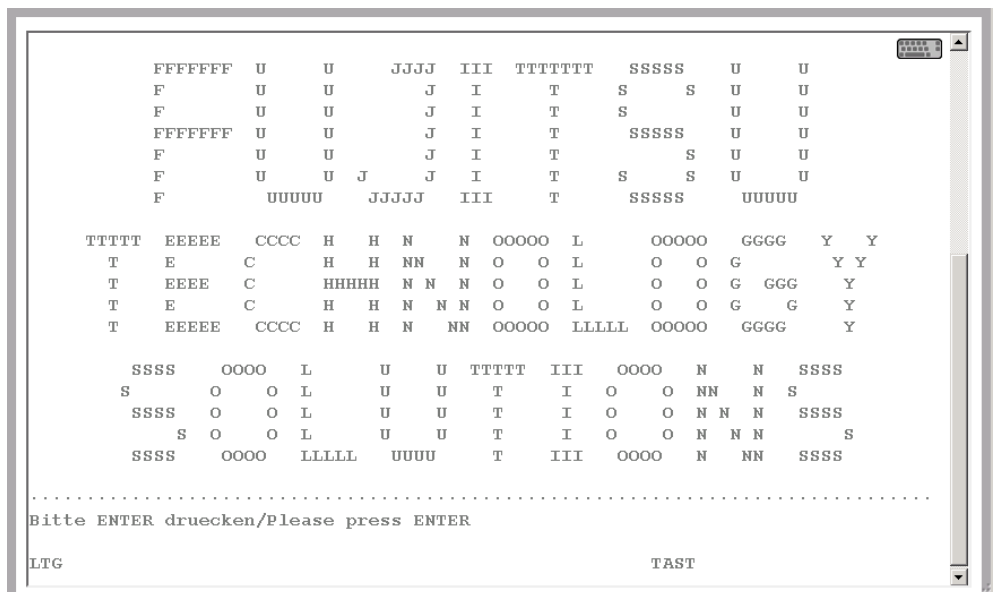 FUJITSU
TECHNOLOGY
SOLUTIONS
Bitte ENTER druecken/Please press ENTER
LTG TAST